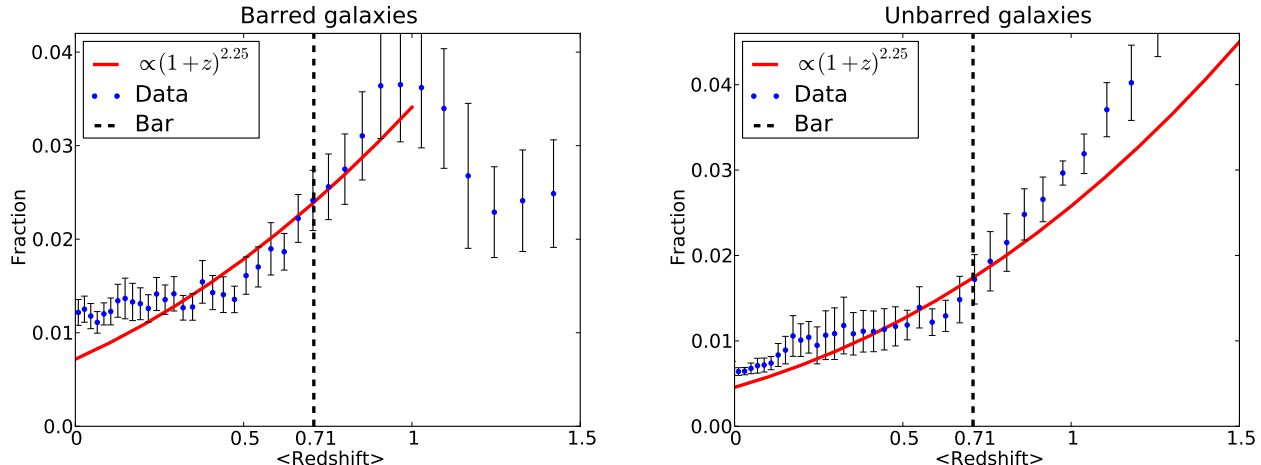 Barred galaxies
∝(1+z)^2.25
Data
Bar
0.04
0.03
0.02
0.01
0.0
Fraction
0
0.5
0.71
1
1.5
<Redshift>
Unbarred galaxies
∝(1+z)^2.25
Data
Bar
0.04
0.03
0.02
0.01
0.00
Fraction
0
0.5
0.71
1
1.5
<Redshift>